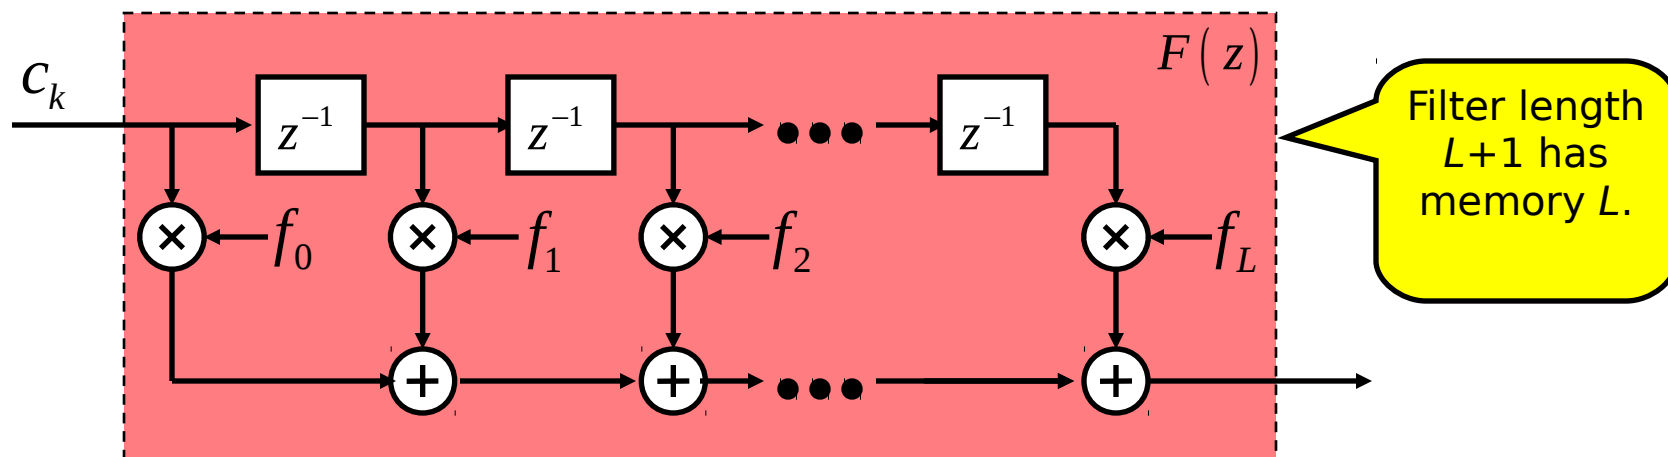 F(z)
c_k
z^{−1}
z^{−1}
z^{−1}
Filter length
L+1 has
memory L.
f_0
f_1
f_2
f_L